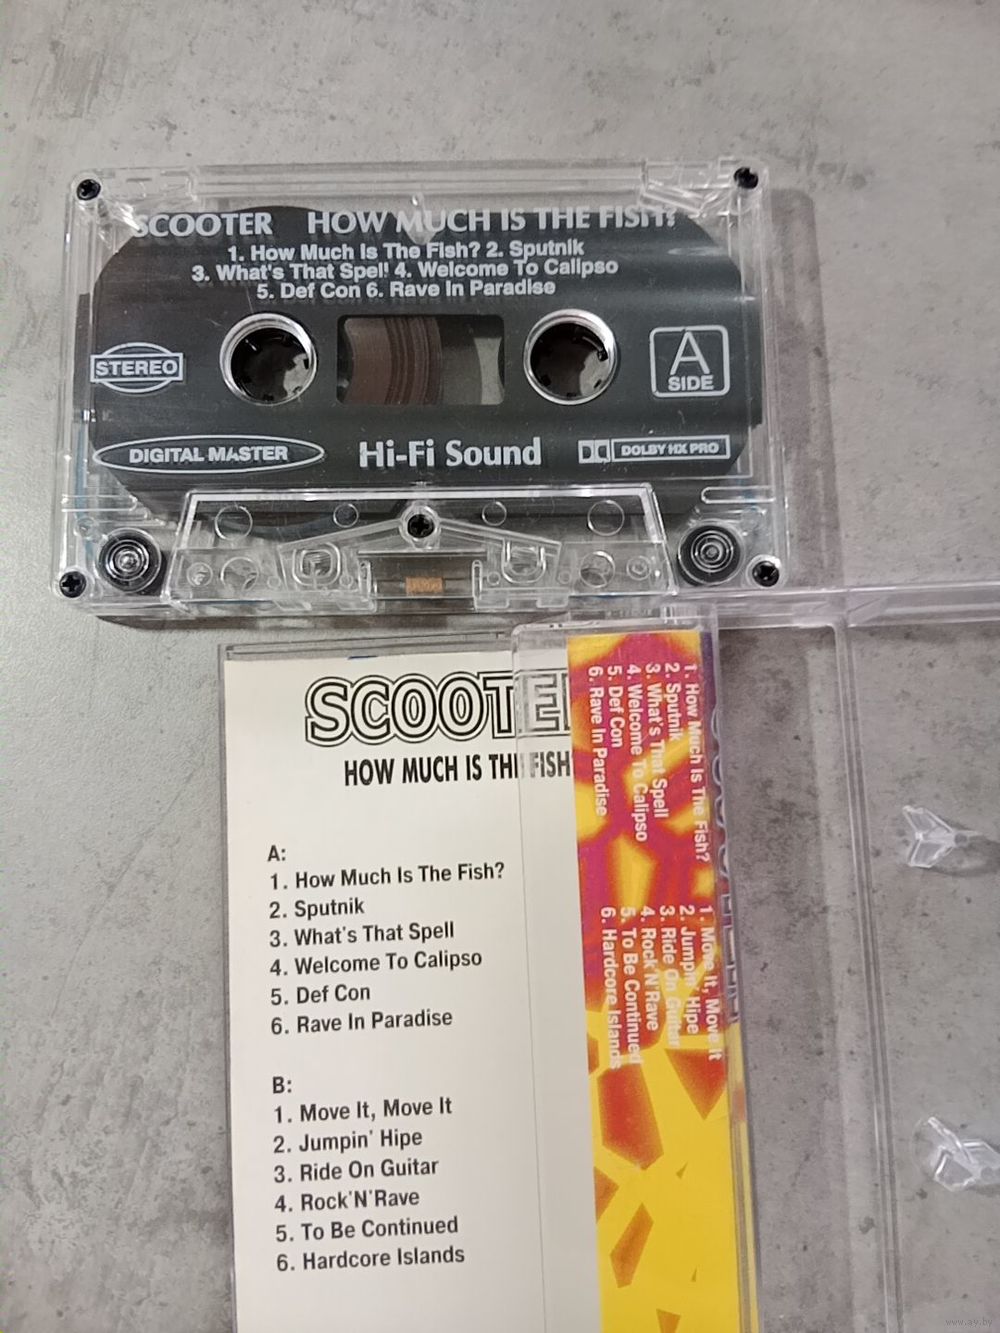 SCOOTER HOW MUCH IS THE FISH?
1. How Much Is The Fish? 2. Sputnik
3. What's That Spel! 4. Welcome To Calipso
5. Def Con 6. Rave In Paradise
STEREO
A
SIDE
DIGITAL MASTER
Hi-Fi Sound
DOLBY HX PRO
SCOOTER
HOW MUCH IS THE FISH
A:
1. How Much Is The Fish?
2. Sputnik
3. What's That Spell
4. Welcome To Calipso
5. Def Con
6. Rave In Paradise
B:
1. Move It, Move It
2. Jumpin' Hipe
3. Ride On Guitar
4. Rock'N'Rave
5. To Be Continued
6. Hardcore Islands
1. How Much Is The Fish?
2. Sputnik
3. What's That Spell
4. Welcome To Calipso
5. Def Con
6. Rave In Paradise
1. Move It, Move It
2. Jumpin' Hipe
3. Ride On Guitar
4. Rock'N'Rave
5. To Be Continued
6. Hardcore Islands
www.ay.by